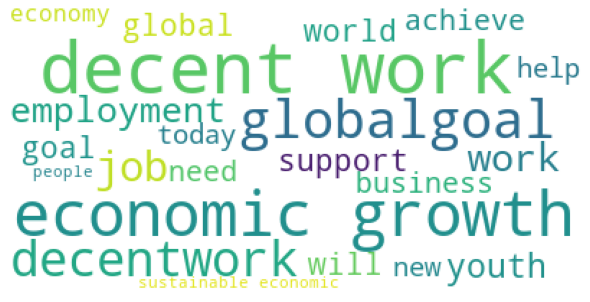 economy
global
world
achieve
decent work
help
employment
globalgoal
today
goal
support
work
people
job
need
business
economic growth
decentwork
will
new
youth
sustainable economic